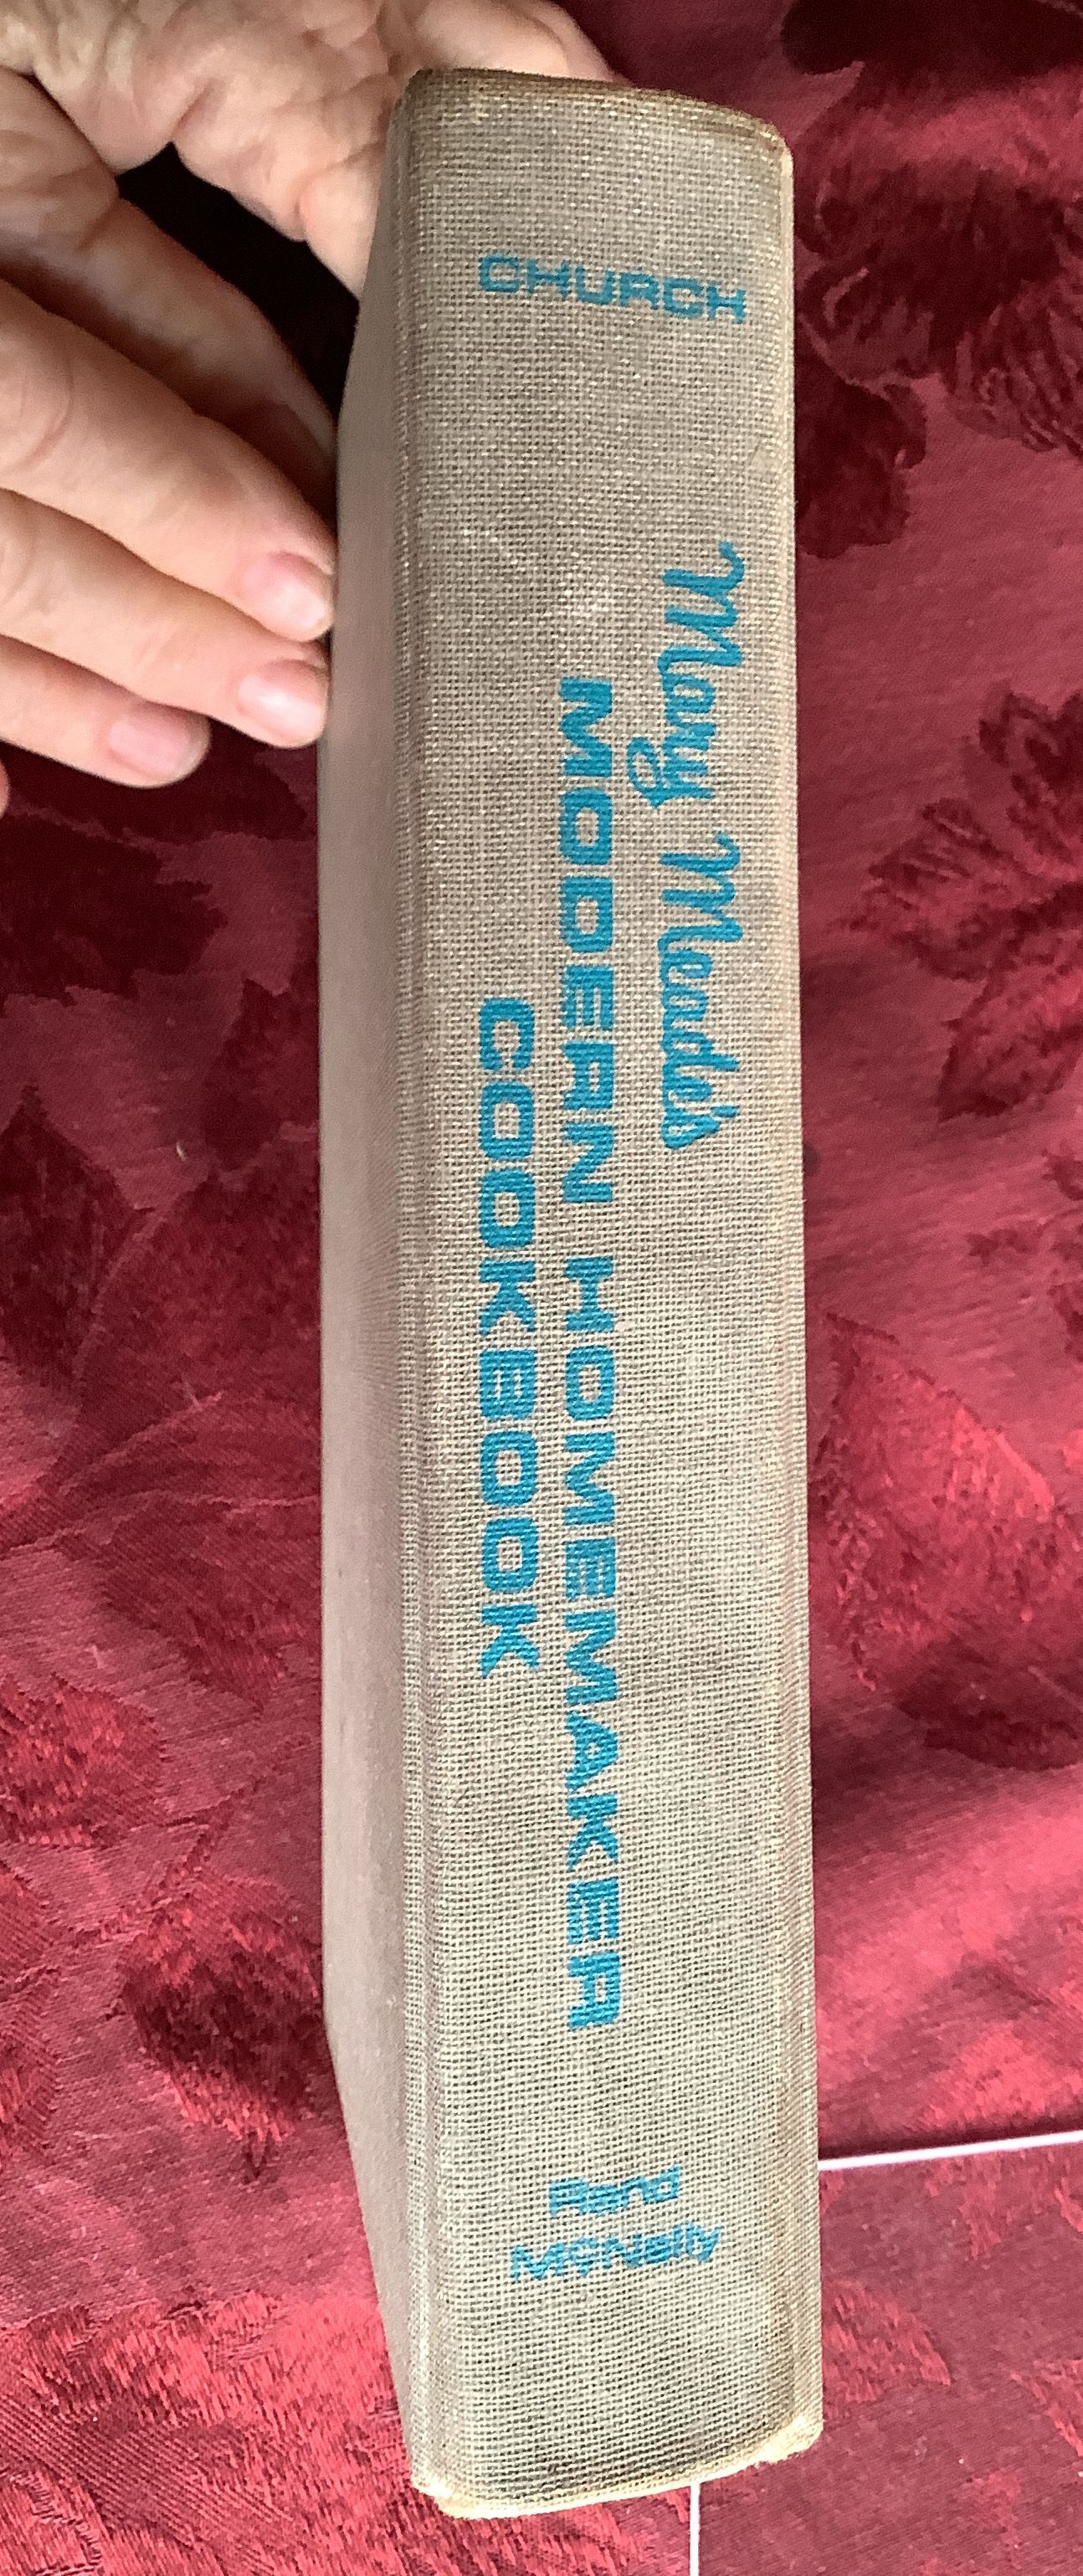 CHURCH
Mary Meade's
MODERN HOMEMAKER
COOKBOOK
Rand
McNally